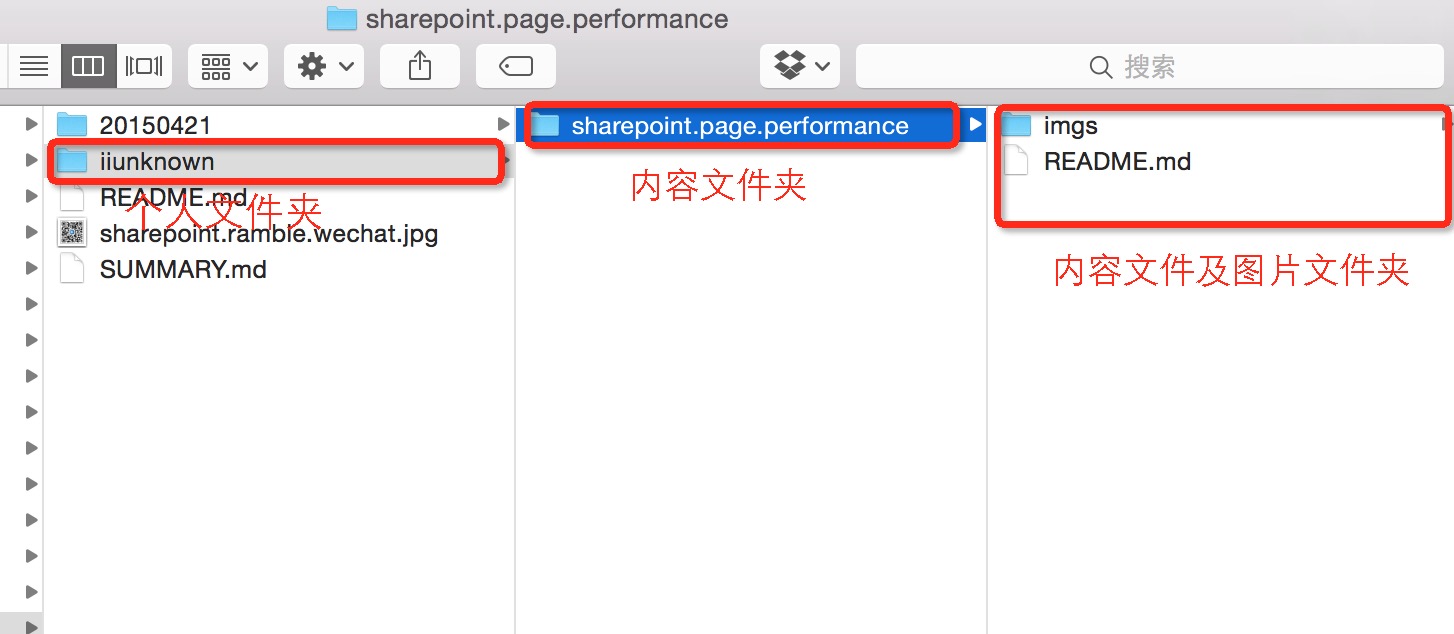 sharepoint.page.performance
搜索
20150421
iiunknown
README.md
个人文件夹
sharepoint.ramble.wechat.jpg
SUMMARY.md
sharepoint.page.performance
内容文件夹
imgs
README.md
内容文件及图片文件夹